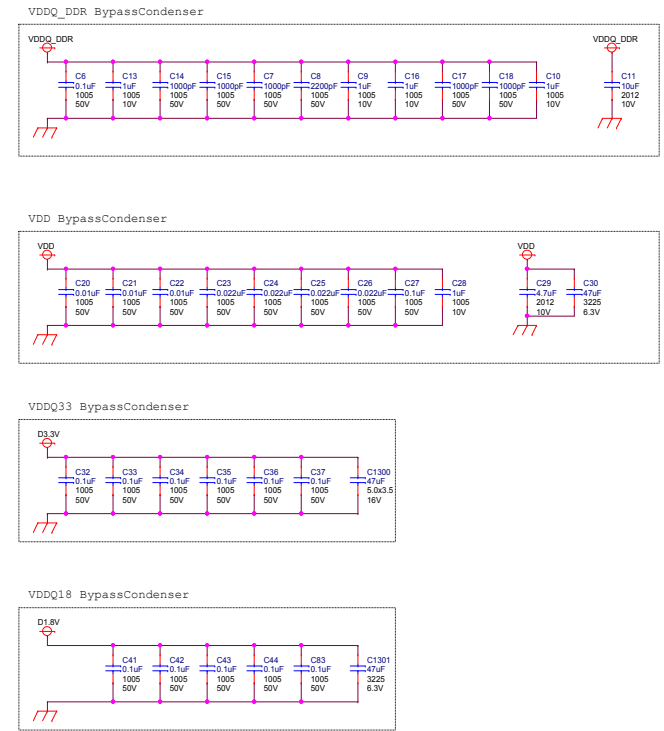 VDDQ_DDR BypassCondenser
VDDQ_DDR VDDQ_DDR
C6 C13 C14 C15 C7 C8 C9 C16 C17 C18 C10 C11
0.1uF 1uF 1000pF 1000pF 1000pF 2200pF 1uF 1uF 1000pF 1000pF 1uF 10uF
1005 1005 1005 1005 1005 1005 1005 1005 1005 1005 1005 2012
50V 10V 50V 50V 50V 50V 10V 10V 50V 50V 10V 10V
VDD BypassCondenser
VDD VDD
C20 C21 C22 C23 C24 C25 C26 C27 C28 C29 C30
0.01uF 0.01uF 0.01uF 0.022uF 0.022uF 0.022uF 0.022uF 0.1uF 1uF 4.7uF 47uF
1005 1005 1005 1005 1005 1005 1005 1005 1005 2012 3225
50V 50V 50V 50V 50V 50V 50V 50V 10V 10V 6.3V
VDDQ33 BypassCondenser
D3.3V
C32 C33 C34 C35 C36 C37 C1300
0.1uF 0.1uF 0.1uF 0.1uF 0.1uF 0.1uF 47uF
1005 1005 1005 1005 1005 1005 5.0x3.5
50V 50V 50V 50V 50V 50V 16V
VDDQ18 BypassCondenser
D1.8V
C41 C42 C43 C44 C83 C1301
0.1uF 0.1uF 0.1uF 0.1uF 0.1uF 47uF
1005 1005 1005 1005 1005 3225
50V 50V 50V 50V 50V 6.3V